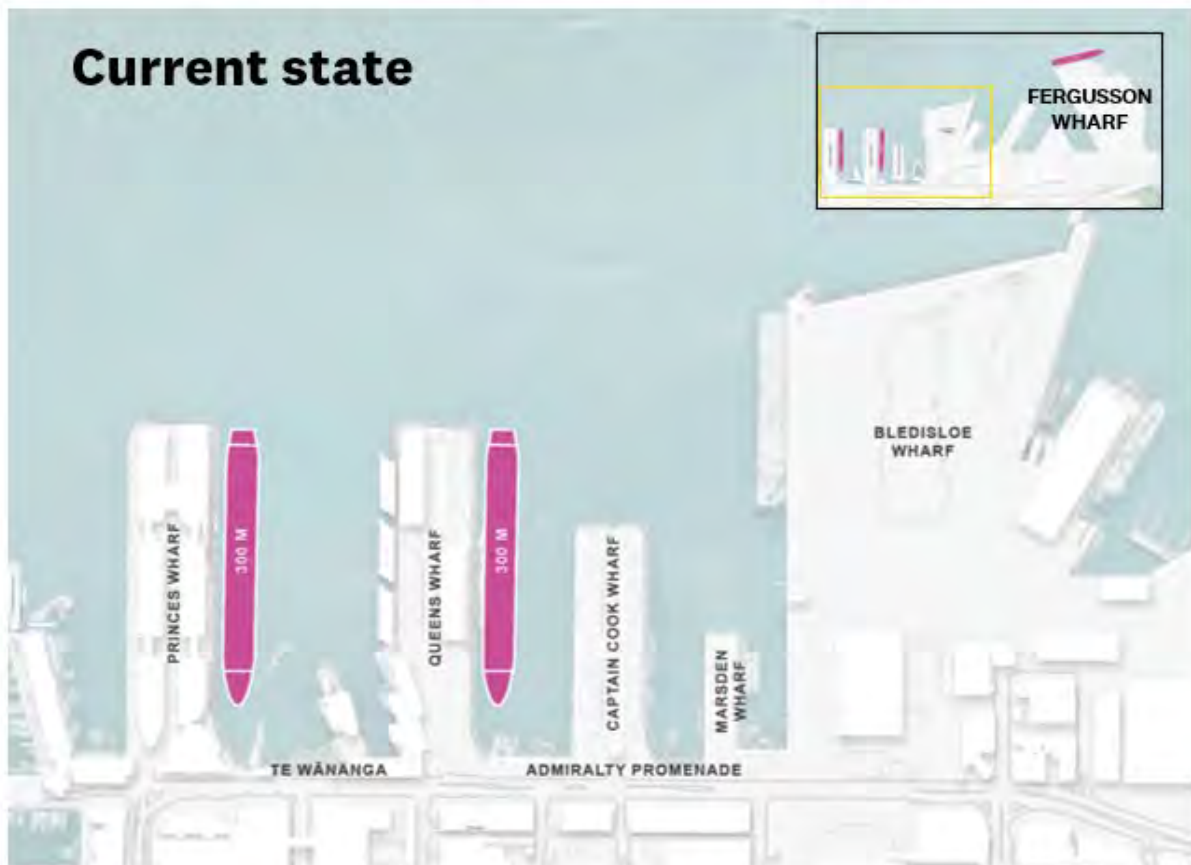 Current state
FERGUSSON
WHARF
BLEDISLOE
WHARF
PRINCES WHARF
300 M
QUEENS WHARF
300 M
CAPTAIN COOK WHARF
MARSDEN
WHARF
TE WĀNANGA
ADMIRALTY PROMENADE